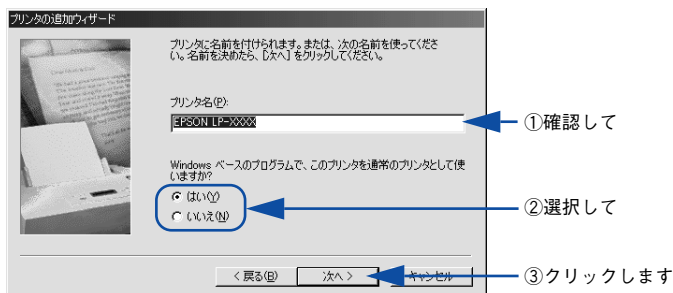 プリンタの追加ウィザード
プリンタに名前を付けられます。または、次の名前を使ってくださ
い。名前を決めたら、[次へ] をクリックしてください。
プリンタ名(P):
EPSON LP-XXXX
①確認して
Windows ベースのプログラムで、このプリンタを通常のプリンタとして使
いますか?
はい(Y)
いいえ(N)
②選択して
< 戻る(B)
次へ >
キャンセル
③クリックします